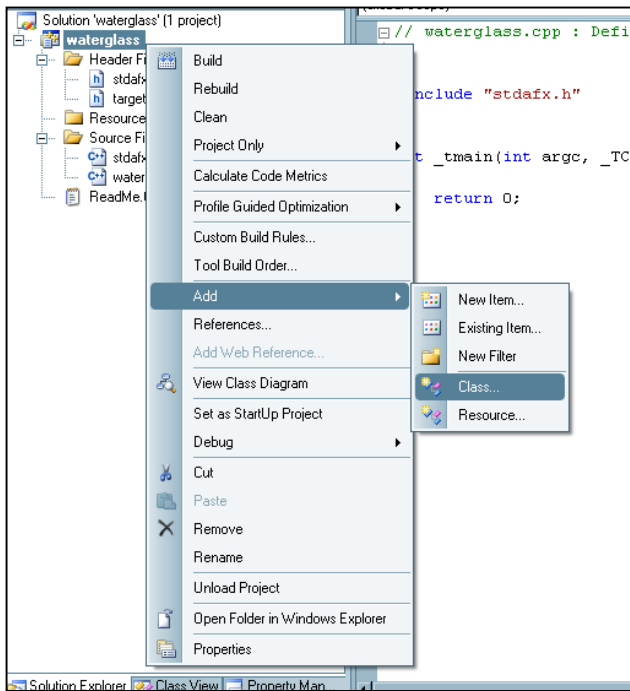 Solution 'waterglass' (1 project)
waterglass
Header Fi
stdafx
target
Resource
Source Fi
stdafx
water
ReadMe.
// waterglass.cpp : Defi
nclude "stdafx.h"
t _tmain(int argc, _TC
return 0;
Build
Rebuild
Clean
Project Only
Calculate Code Metrics
Profile Guided Optimization
Custom Build Rules...
Tool Build Order...
Add
References...
Add Web Reference...
View Class Diagram
Set as StartUp Project
Debug
Cut
Paste
Remove
Rename
Unload Project
Open Folder in Windows Explorer
Properties
New Item...
Existing Item...
New Filter
Class...
Resource...
Solution Explorer Class View Property Man...